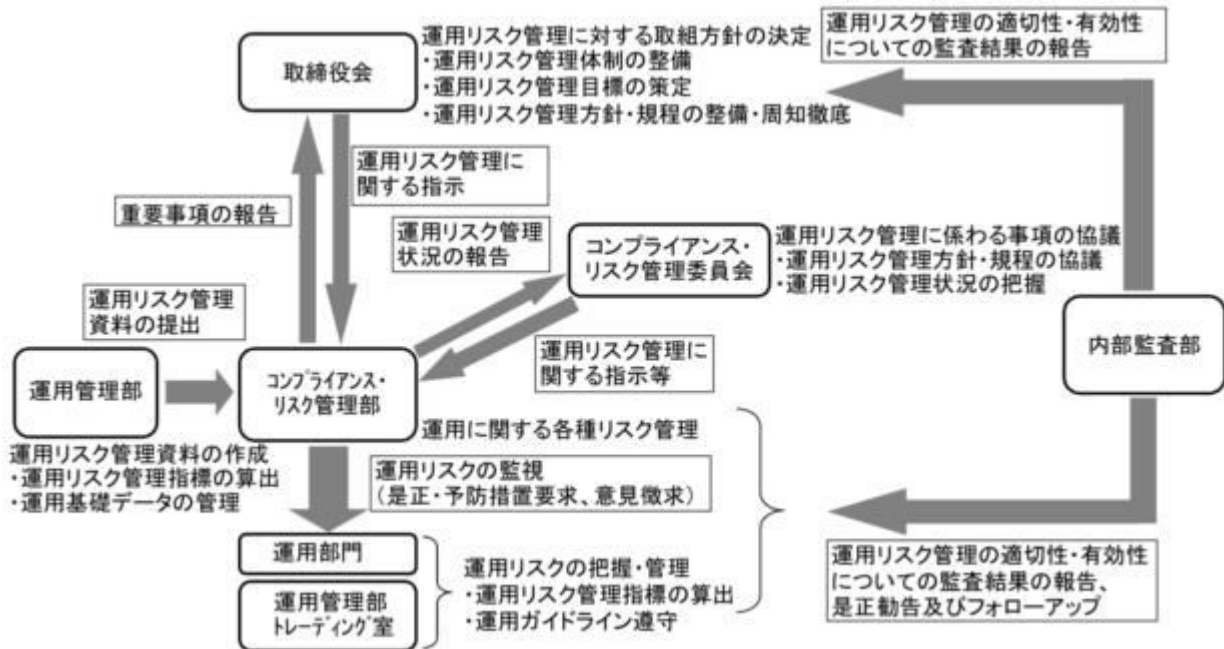 取締役会
運用リスク管理に対する取組方針の決定
・運用リスク管理体制の整備
・運用リスク管理目標の策定
・運用リスク管理方針・規程の整備・周知徹底
運用リスク管理の適切性・有効性
についての監査結果の報告
運用リスク管理に
関する指示
重要事項の報告
運用リスク管理
状況の報告
コンプライアンス・
リスク管理委員会
運用リスク管理に係わる事項の協議
・運用リスク管理方針・規程の協議
・運用リスク管理状況の把握
運用リスク管理
資料の提出
運用リスク管理に
関する指示等
内部監査部
運用管理部
コンプライアンス・
リスク管理部
運用に関する各種リスク管理
運用リスク管理資料の作成
・運用リスク管理指標の算出
・運用基礎データの管理
運用リスクの監視
(是正・予防措置要求、意見徴求)
運用部門
運用管理部
トレーディング室
運用リスクの把握・管理
・運用リスク管理指標の算出
・運用ガイドライン遵守
運用リスク管理の適切性・有効性
についての監査結果の報告、
是正勧告及びフォローアップ